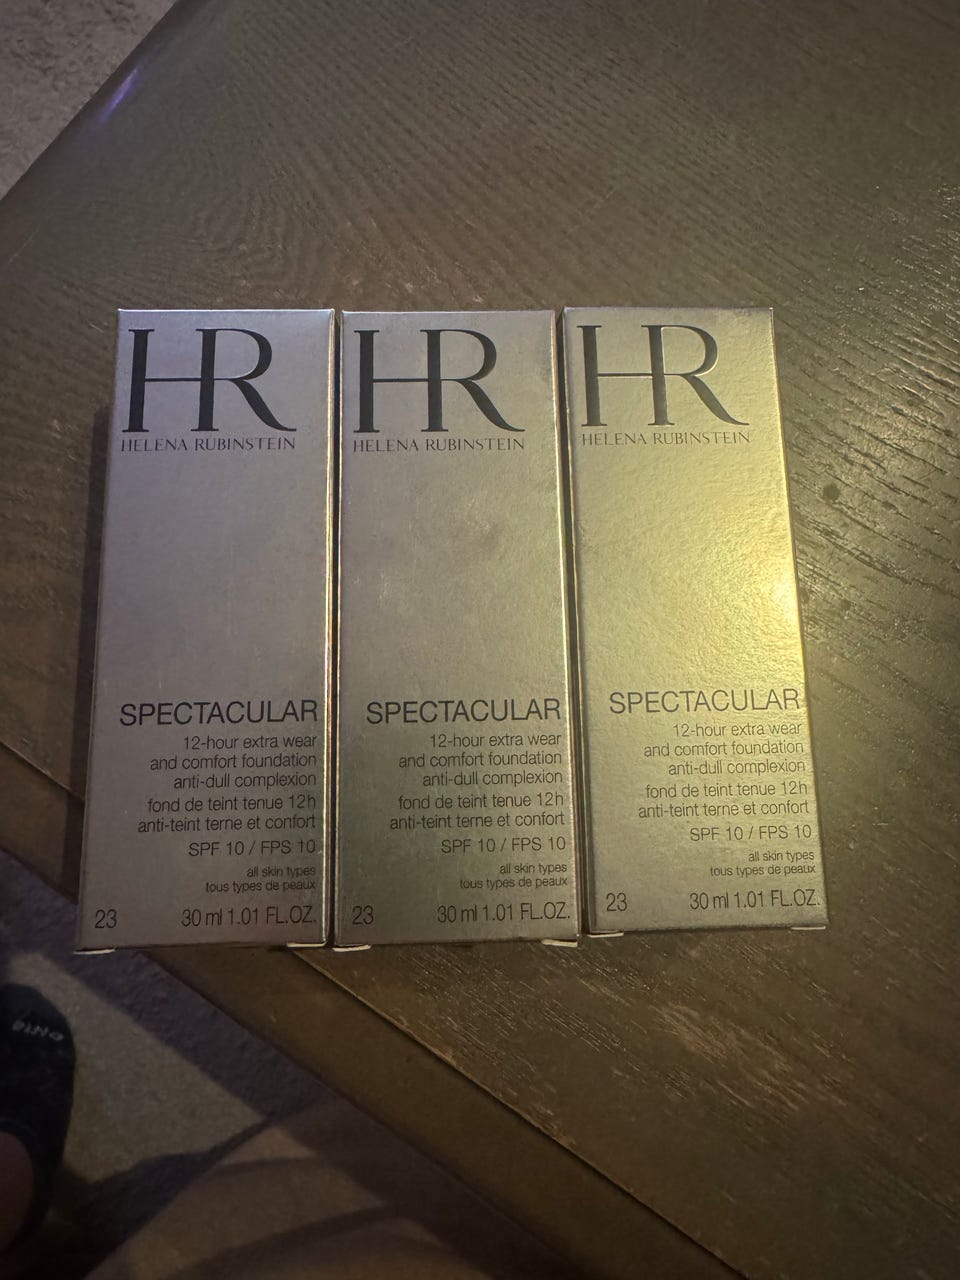 HR
HELENA RUBINSTEIN
SPECTACULAR
12-hour extra wear
and comfort foundation
anti-dull complexion
fond de teint tenue 12h
anti-teint terne et confort
SPF 10 / FPS 10
all skin types
tous types de peaux
23 30 ml 1.01 FL.OZ.
HR
HELENA RUBINSTEIN
SPECTACULAR
12-hour extra wear
and comfort foundation
anti-dull complexion
fond de teint tenue 12h
anti-teint terne et confort
SPF 10 / FPS 10
all skin types
tous types de peaux
23 30 ml 1.01 FL.OZ.
HR
HELENA RUBINSTEIN
SPECTACULAR
12-hour extra wear
and comfort foundation
anti-dull complexion
fond de teint tenue 12h
anti-teint terne et confort
SPF 10 / FPS 10
all skin types
tous types de peaux
23 30 ml 1.01 FL.OZ.